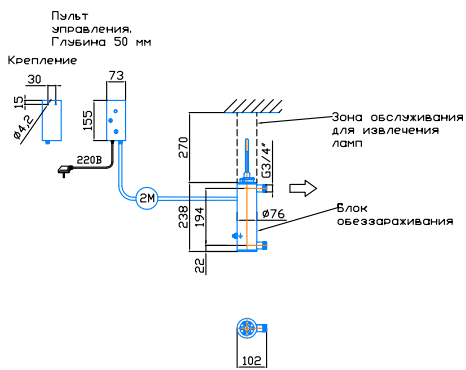 Пульт
управления.
Глубина 50 мм
Крепление
30
73
15
Ø4,2
155
220В
2М
270
G3/4"
Зона обслуживания
для извлечения
ламп
238
194
Ø76
22
Блок
обеззараживания
102